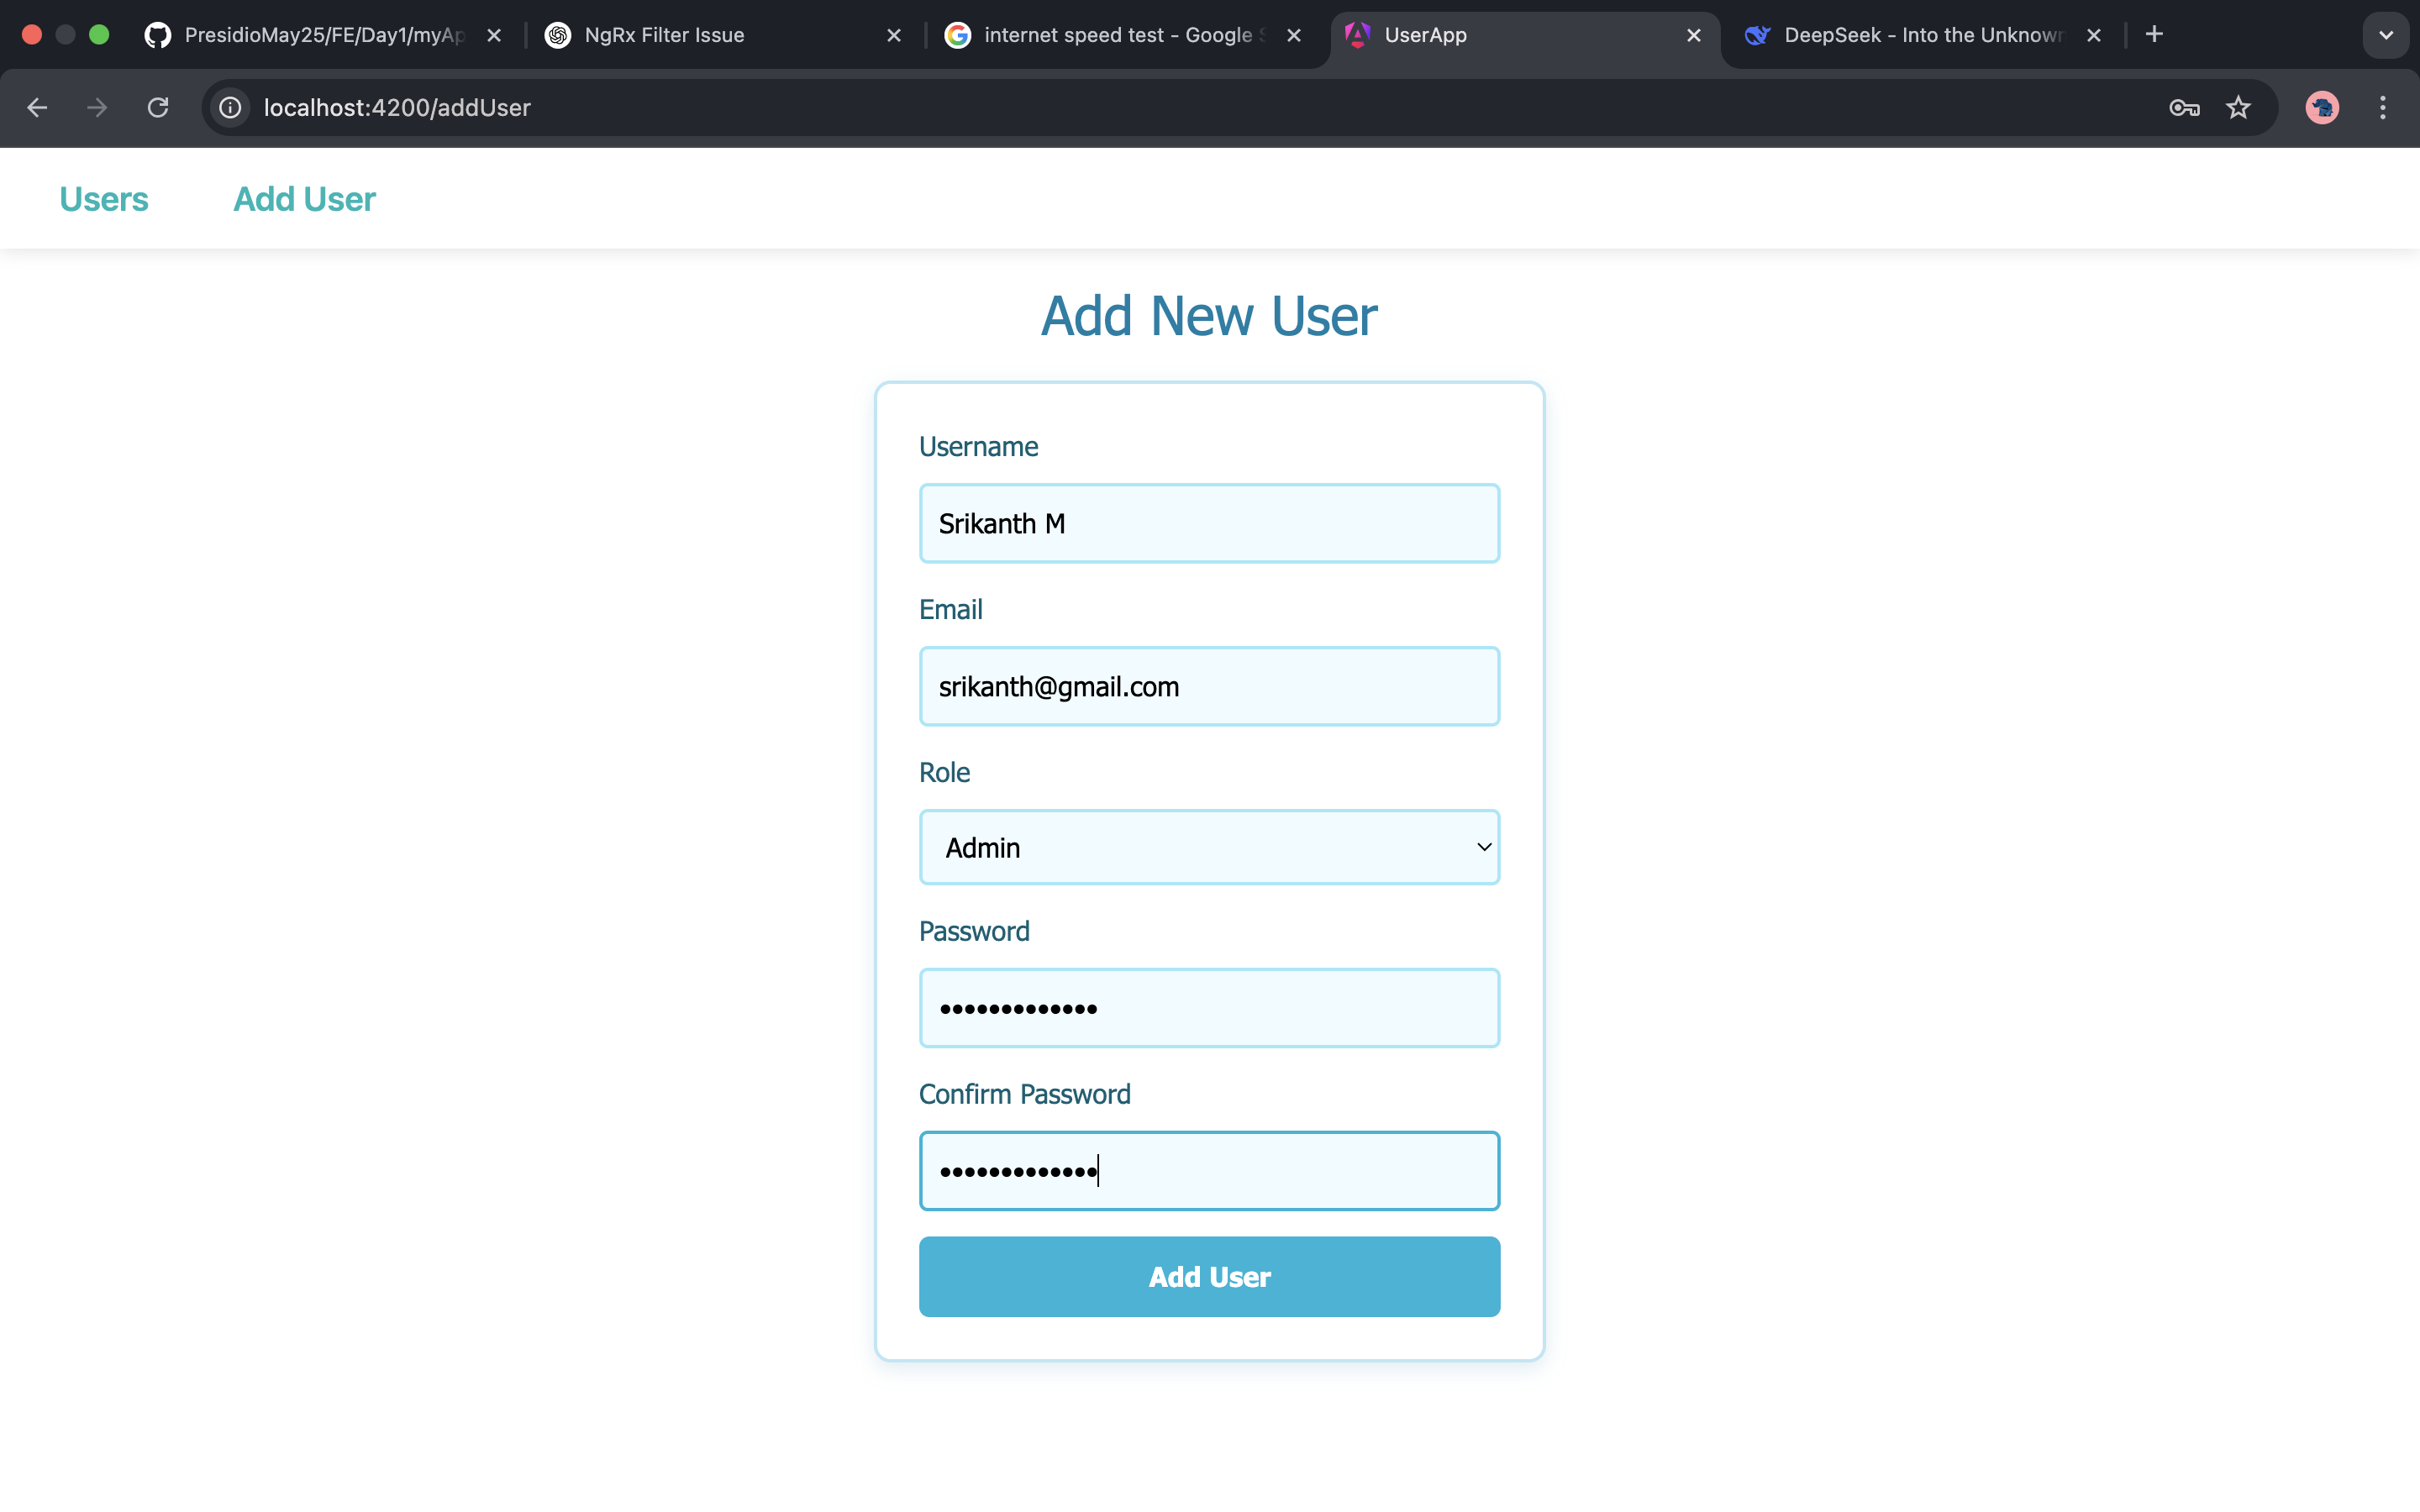 PresidioMay25/FE/Day1/myAp
NgRx Filter Issue
internet speed test - Google S
UserApp
DeepSeek - Into the Unknown
localhost:4200/addUser
Users
Add User
Add New User
Username
Srikanth M
Email
srikanth@gmail.com
Role
Admin
Password
•••••••••••••
Confirm Password
•••••••••••••
Add User